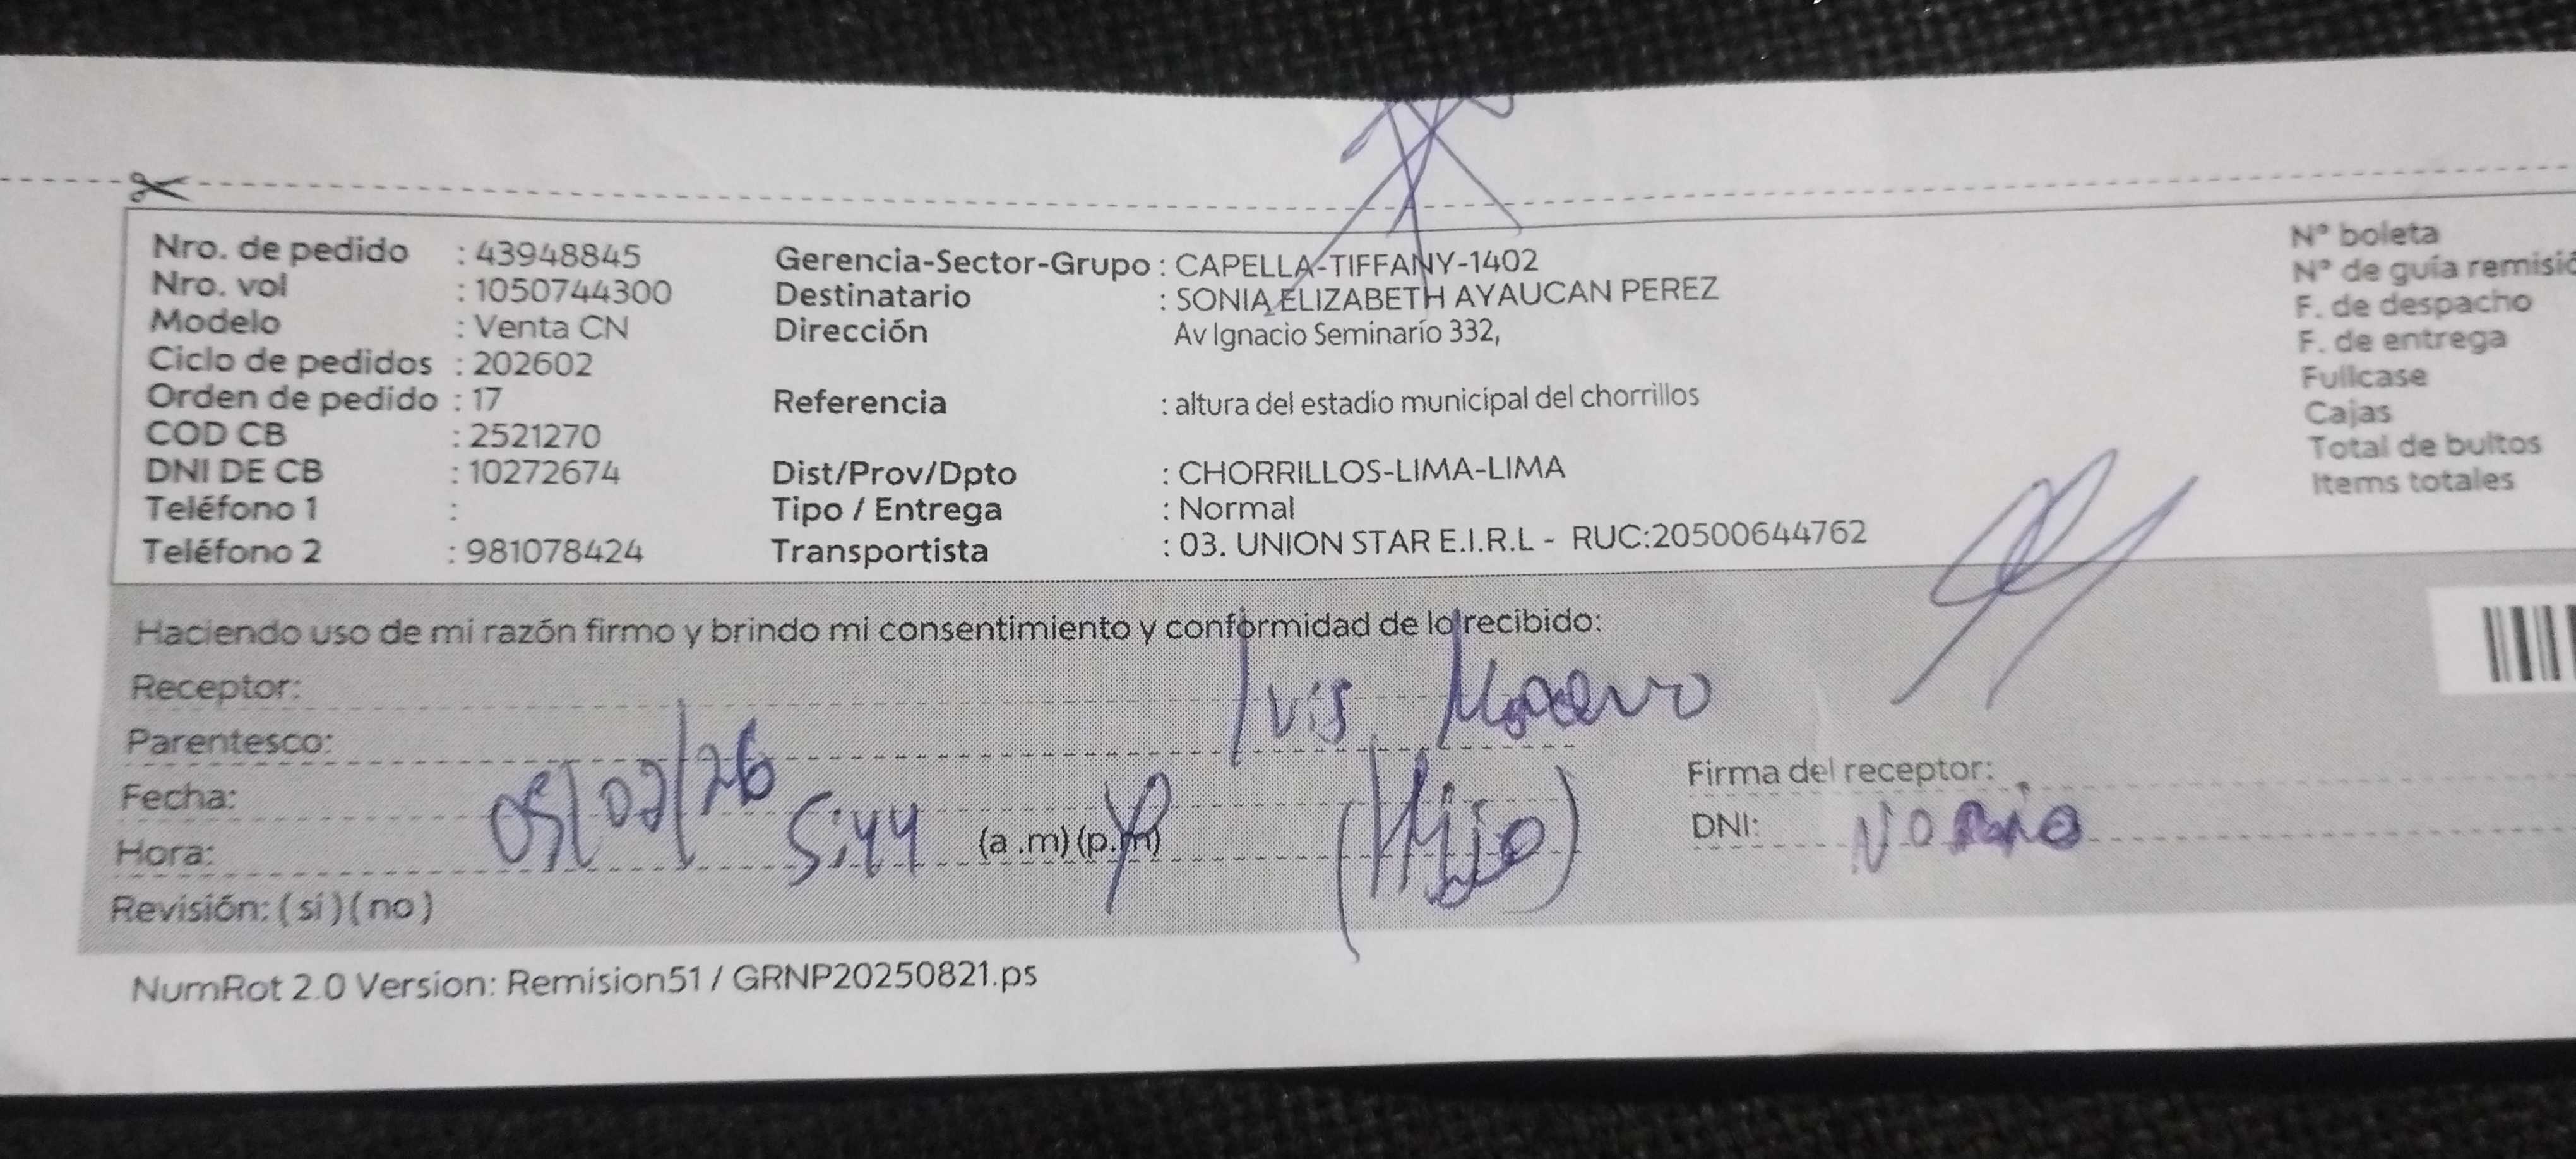 Nro. de pedido : 43948845
Nro. vol : 1050744300
Modelo : Venta CN
Ciclo de pedidos : 202602
Orden de pedido : 17
COD CB : 2521270
DNI DE CB : 10272674
Teléfono 1 :
Teléfono 2 : 981078424
Gerencia-Sector-Grupo : CAPELLA-TIFFANY-1402
Destinatario : SONIA ELIZABETH AYAUCAN PEREZ
Dirección Av Ignacio Seminarío 332,
Referencia : altura del estadio municipal del chorrillos
Dist/Prov/Dpto : CHORRILLOS-LIMA-LIMA
Tipo / Entrega : Normal
Transportista : 03. UNION STAR E.I.R.L - RUC:20500644762
N° boleta
N° de guía
F. de despacho
F. de entrega
Fullcase
Cajas
Total de bultos
Items totales
Haciendo uso de mi razón firmo y brindo mi consentimiento y conformidad de lo recibido:
Receptor:
Parentesco:
Fecha: 05/02/26
Hora: 5:44 (a .m) (p.m)
(Hijo)
Revisión: ( si ) ( no )
Firma del receptor:
DNI:
NumRot 2.0 Version: Remision51 / GRNP20250821.ps